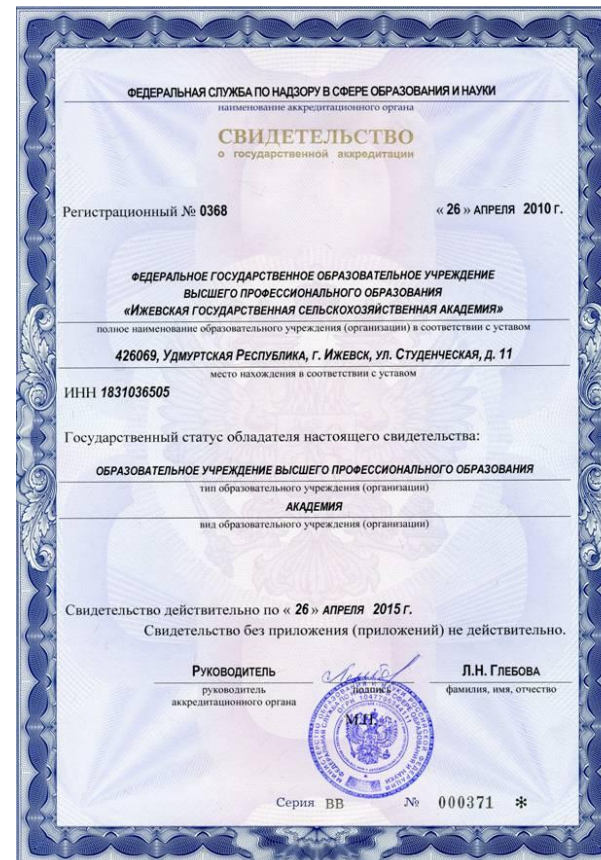 ФЕДЕРАЛЬНАЯ СЛУЖБА ПО НАДЗОРУ В СФЕРЕ ОБРАЗОВАНИЯ И НАУКИ
наименование аккредитационного органа
СВИДЕТЕЛЬСТВО
о государственной аккредитации
Регистрационный № 0368 « 26 » АПРЕЛЯ 2010 г.
ФЕДЕРАЛЬНОЕ ГОСУДАРСТВЕННОЕ ОБРАЗОВАТЕЛЬНОЕ УЧРЕЖДЕНИЕ
ВЫСШЕГО ПРОФЕССИОНАЛЬНОГО ОБРАЗОВАНИЯ
«ИЖЕВСКАЯ ГОСУДАРСТВЕННАЯ СЕЛЬСКОХОЗЯЙСТВЕННАЯ АКАДЕМИЯ»
полное наименование образовательного учреждения (организации) в соответствии с уставом
426069, УДМУРТСКАЯ РЕСПУБЛИКА, Г. ИЖЕВСК, УЛ. СТУДЕНЧЕСКАЯ, Д. 11
место нахождения в соответствии с уставом
ИНН 1831036505
Государственный статус обладателя настоящего свидетельства:
ОБРАЗОВАТЕЛЬНОЕ УЧРЕЖДЕНИЕ ВЫСШЕГО ПРОФЕССИОНАЛЬНОГО ОБРАЗОВАНИЯ
тип образовательного учреждения (организации)
АКАДЕМИЯ
вид образовательного учреждения (организации)
Свидетельство действительно по « 26 » АПРЕЛЯ 2015 г.
Свидетельство без приложения (приложений) не действительно.
РУКОВОДИТЕЛЬ Л.Н. ГЛЕБОВА
руководитель подпись фамилия, имя, отчество
аккредитационного органа
М.П.
Серия ВВ № 000371 *